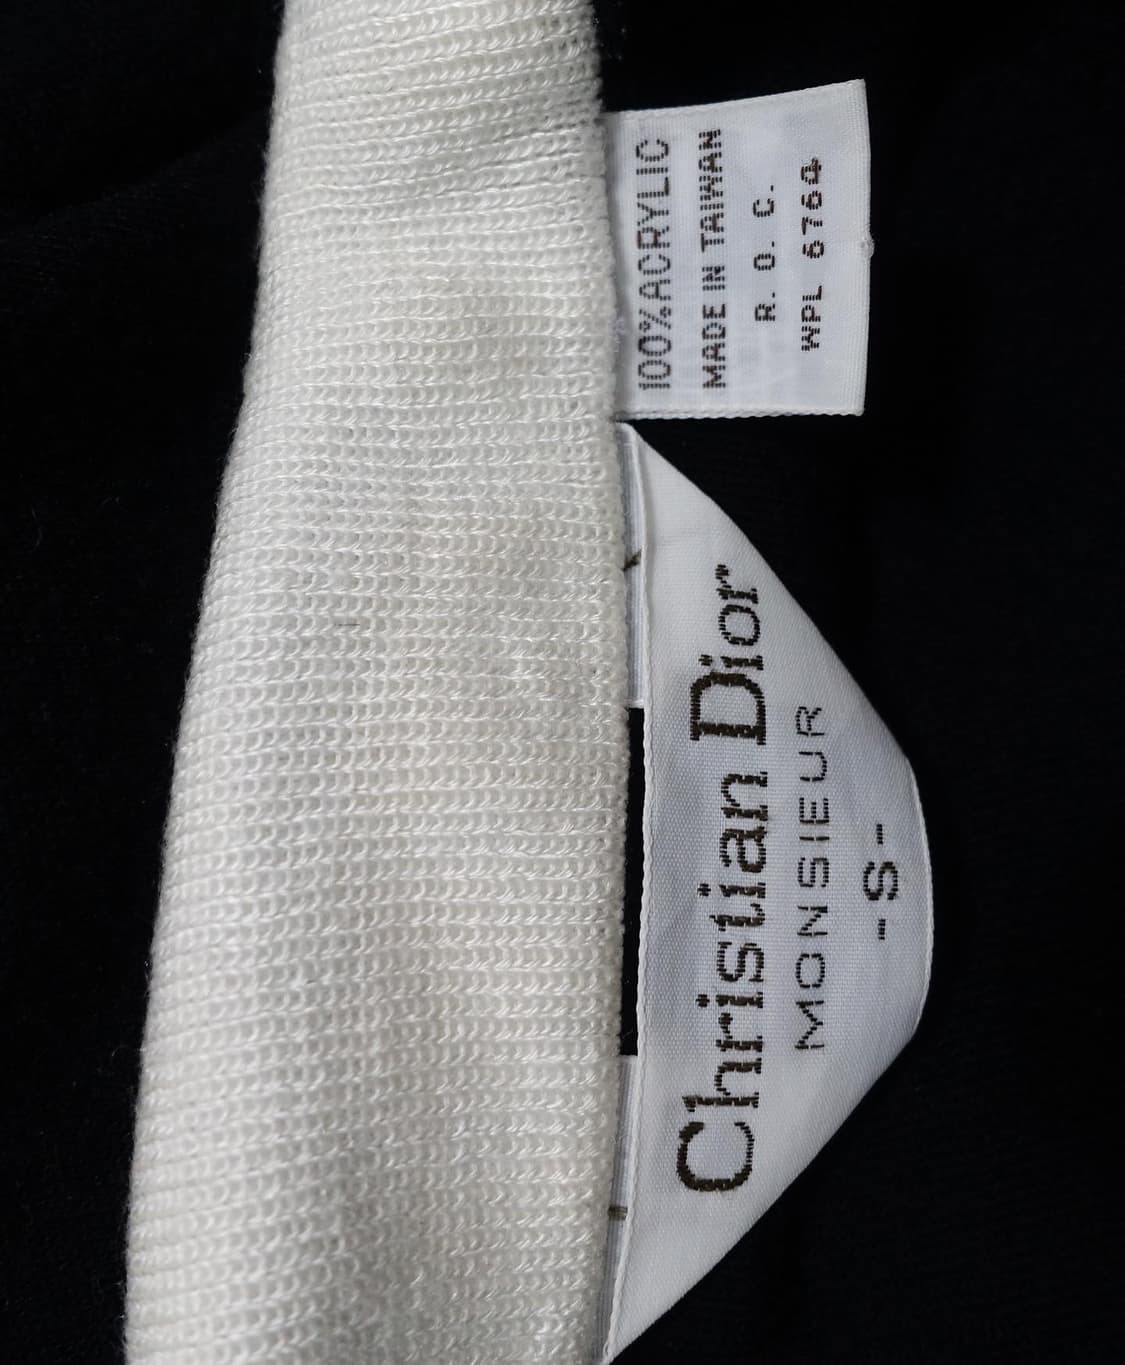 100% ACRYLIC
MADE IN TAIWAN
R. O. C.
WPL 6764
Christian Dior
MONSIEUR
-S-